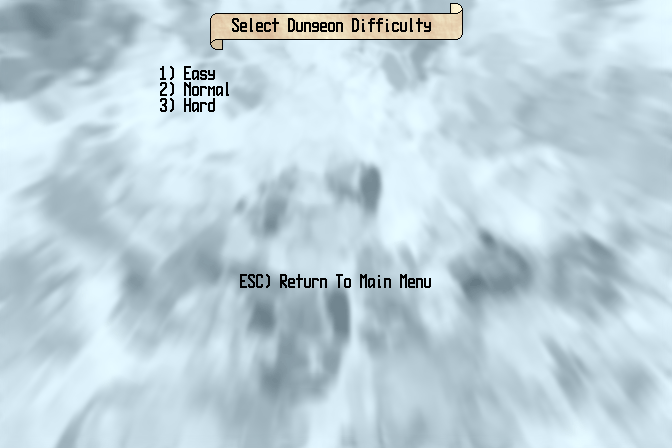 Select Dungeon Difficulty
1) Easy
2) Normal
3) Hard
ESC) Return To Main Menu